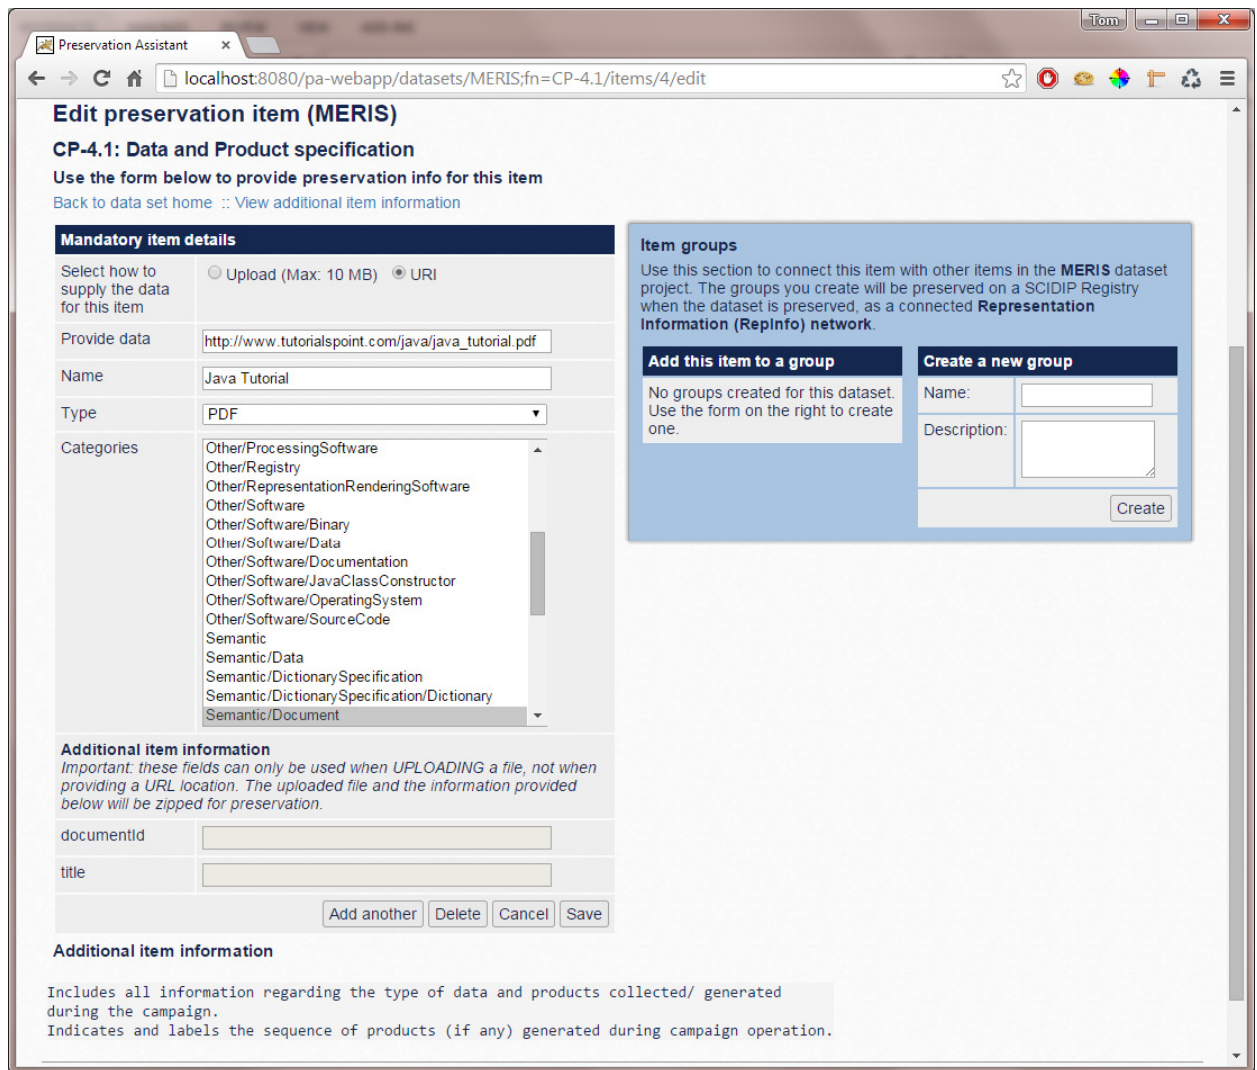 Tom
Preservation Assistant
localhost:8080/pa-webapp/datasets/MERIS;fn=CP-4.1/items/4/edit
Edit preservation item (MERIS)
CP-4.1: Data and Product specification
Use the form below to provide preservation info for this item
Back to data set home :: View additional item information
Mandatory item details
Select how to
supply the data
for this item
Upload (Max: 10 MB) URI
Provide data
http://www.tutorialspoint.com/java/java_tutorial.pdf
Name
Java Tutorial
Type
PDF
Categories
Other/ProcessingSoftware
Other/Registry
Other/RepresentationRenderingSoftware
Other/Software
Other/Software/Binary
Other/Software/Data
Other/Software/Documentation
Other/Software/JavaClassConstructor
Other/Software/OperatingSystem
Other/Software/SourceCode
Semantic
Semantic/Data
Semantic/DictionarySpecification
Semantic/DictionarySpecification/Dictionary
Semantic/Document
Additional item information
Important: these fields can only be used when UPLOADING a file, not when
providing a URL location. The uploaded file and the information provided
below will be zipped for preservation.
documentId
title
Add another Delete Cancel Save
Item groups
Use this section to connect this item with other items in the MERIS dataset
project. The groups you create will be preserved on a SCIDIP Registry
when the dataset is preserved, as a connected Representation
Information (RepInfo) network.
Add this item to a group
No groups created for this dataset.
Use the form on the right to create
one.
Create a new group
Name:
Description:
Create
Additional item information
Includes all information regarding the type of data and products collected/ generated
during the campaign.
Indicates and labels the sequence of products (if any) generated during campaign operation.